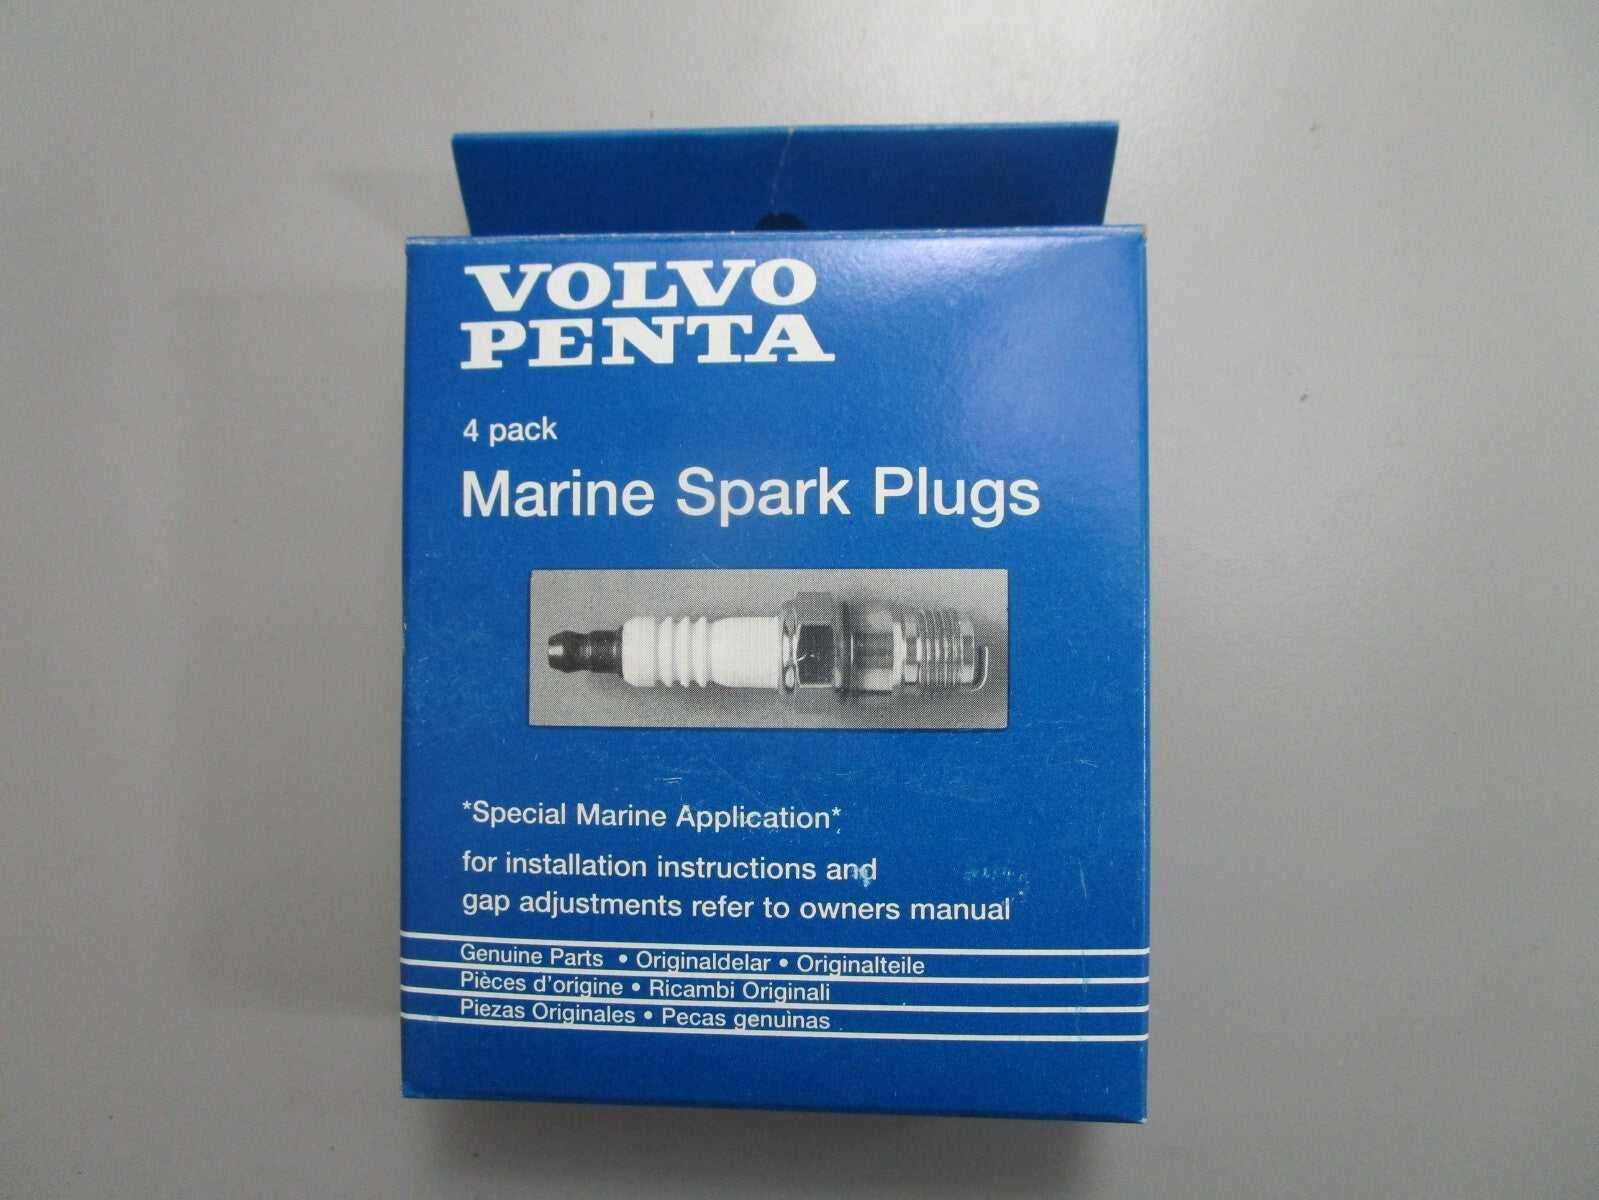 VOLVO
PENTA
4 pack
Marine Spark Plugs
*Special Marine Application*
for installation instructions and
gap adjustments refer to owners manual
Genuine Parts • Originaldelar • Originalteile
Pièces d'origine • Ricambi Originali
Piezas Originales • Pecas genuìnas